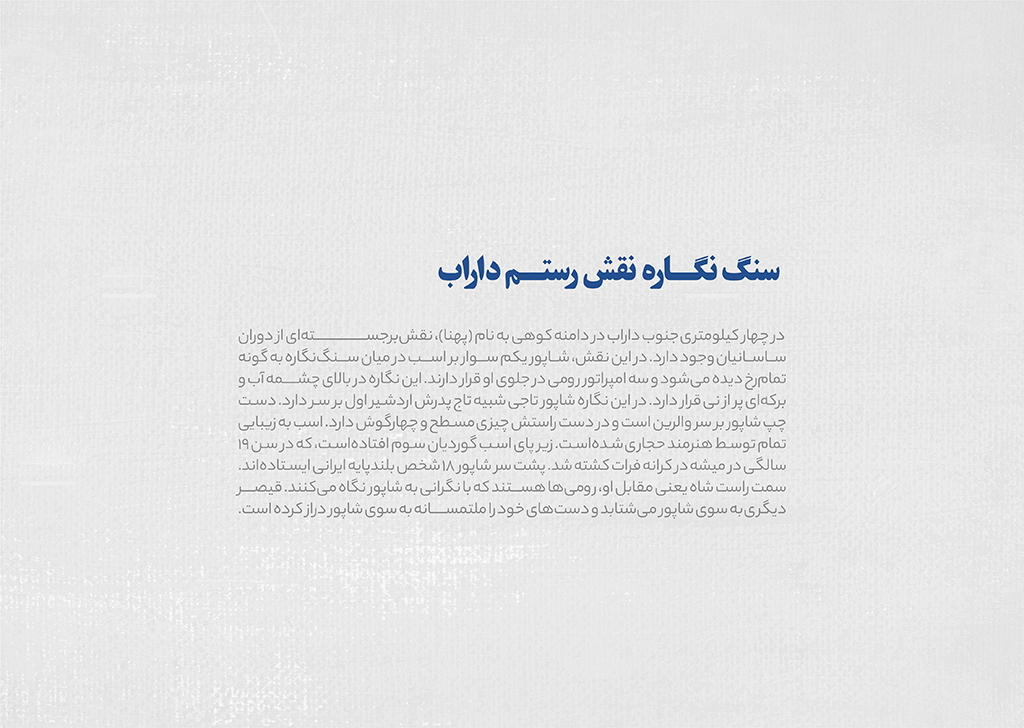 سنگ نگاره نقش رستم داراب
در چهار کیلومتری جنوب داراب در دامنه کوهی به نام (پهنا)، نقش‌برجسته‌ای از دوران
ساسانیان وجود دارد. در این نقش، شاپور یکم سوار بر اسب در میان سنگ‌نگاره به گونه
تمام‌رخ دیده می‌شود و سه امپراتور رومی در جلوی او قرار دارند. این نگاره در بالای چشمه آب و
برکه‌ای پر از نی قرار دارد. در این نگاره شاپور تاجی شبیه تاج پدرش اردشیر اول بر سر دارد. دست
چپ شاپور بر سر والرین است و در دست راستش چیزی مسطح و چهارگوش دارد. اسب به زیبایی
تمام توسط هنرمند حجاری شده‌است. زیر پای اسب گوردیان سوم افتاده‌است، که در سن ۱۹
سالگی در میشه در کرانه فرات کشته شد. پشت سر شاپور ۱۸ شخص بلندپایه ایرانی ایستاده‌اند.
سمت راست شاه یعنی مقابل او، رومی‌ها هستند که با نگرانی به شاپور نگاه می‌کنند. قیصر
دیگری به سوی شاپور می‌شتابد و دست‌های خود را ملتمسانه به سوی شاپور دراز کرده است.